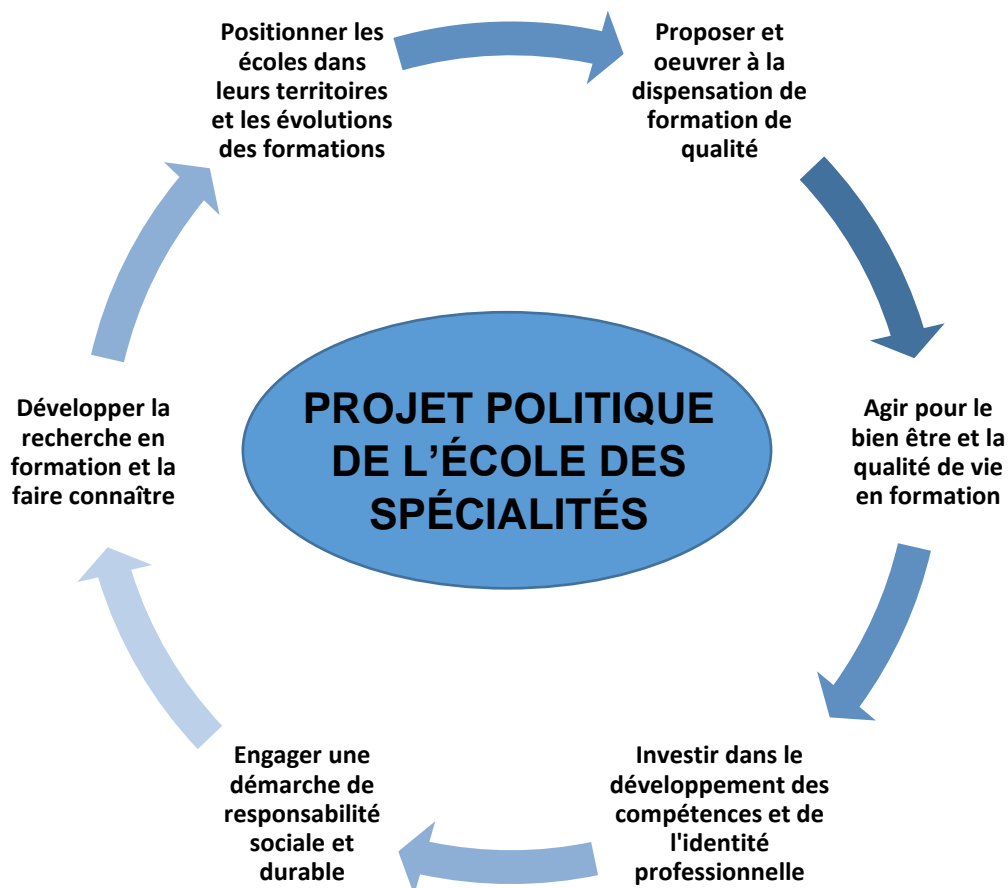 Positionner les
écoles dans
leurs territoires
et les évolutions
des formations
Proposer et
oeuvrer à la
dispensation de
formation de
qualité
Agir pour le
bien être et la
qualité de vie
en formation
Investir dans le
développement des
compétences et de
l'identité
professionnelle
Engager une
démarche de
responsabilité
sociale et
durable
Développer la
recherche en
formation et la
faire connaître
PROJET POLITIQUE
DE L’ÉCOLE DES
SPÉCIALITÉS